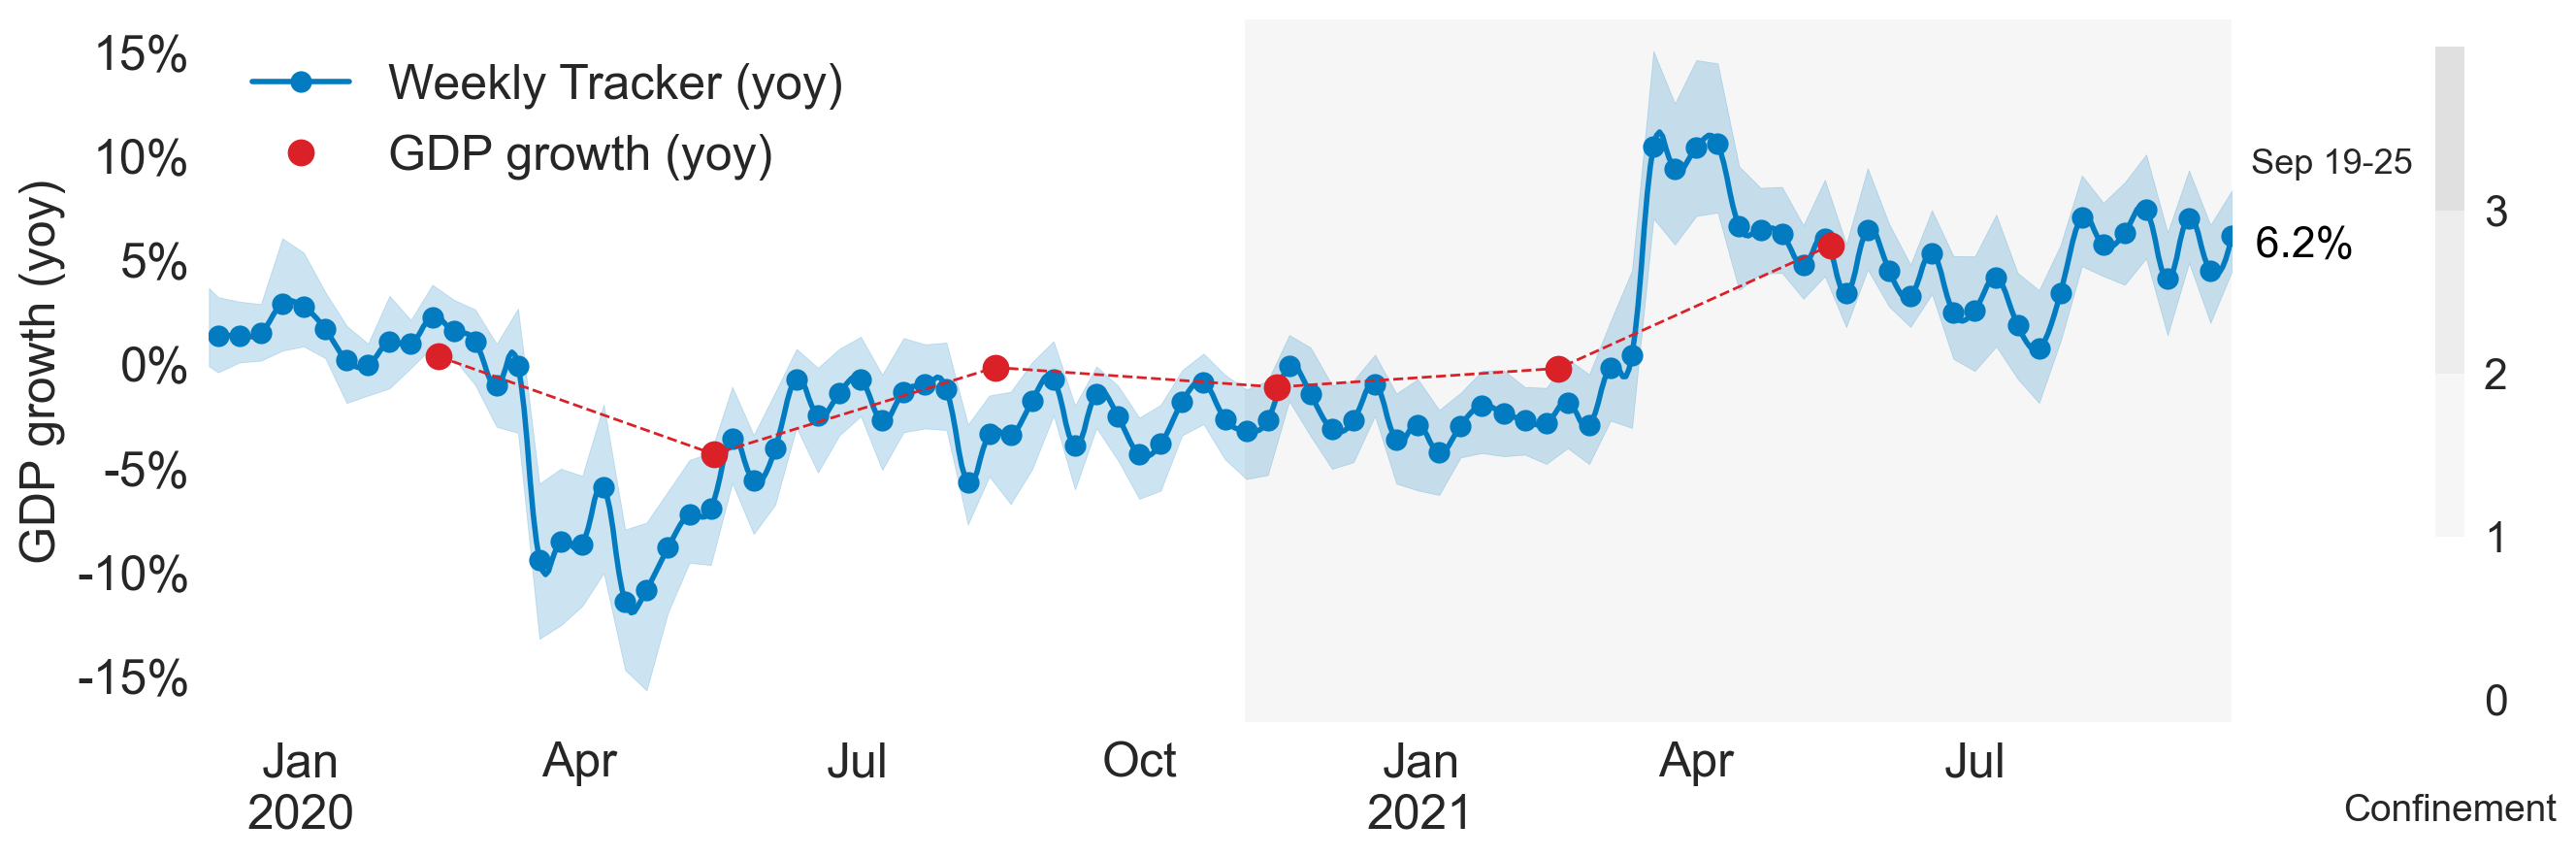 15%
10%
5%
0%
-5%
-10%
-15%
GDP growth (yoy)
Weekly Tracker (yoy)
GDP growth (yoy)
Sep 19-25
6.2%
3
2
1
0
Jan
2020
Apr
Jul
Oct
Jan
2021
Apr
Jul
Confinement